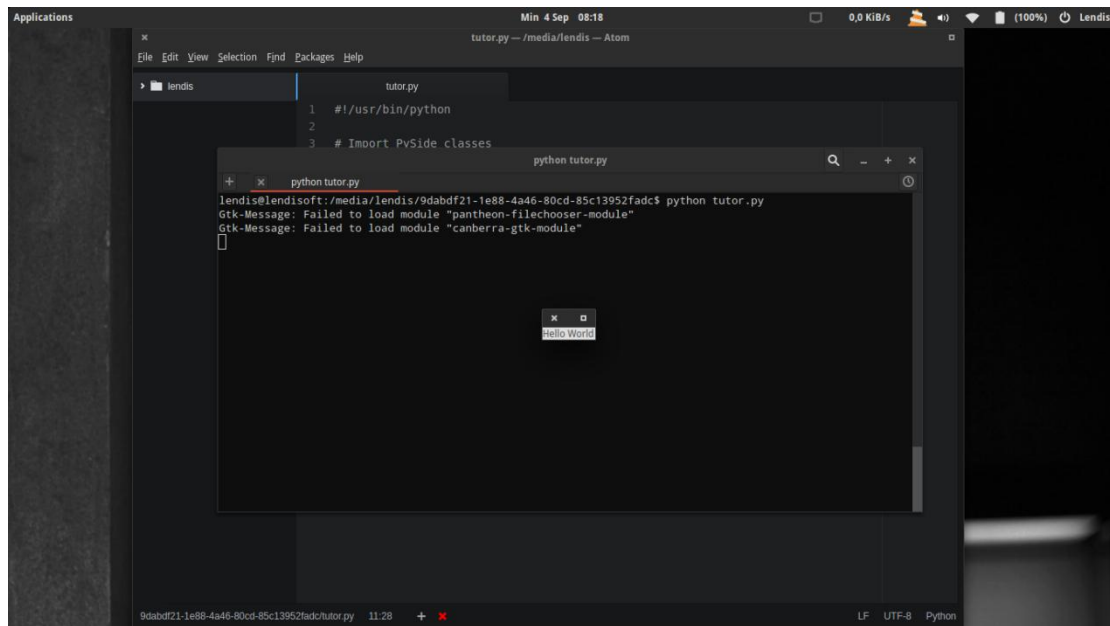 Applications Min 4 Sep 08:18 0,0 KiB/s (100%) Lendis
tutor.py — /media/lendis — Atom
File Edit View Selection Find Packages Help
lendis tutor.py
1 #!/usr/bin/python
2
3 # Import PySide classes
python tutor.py
python tutor.py
lendis@lendisoft:/media/lendis/9dabdf21-1e88-4a46-80cd-85c13952fadc$ python tutor.py
Gtk-Message: Failed to load module "pantheon-filechooser-module"
Gtk-Message: Failed to load module "canberra-gtk-module"
Hello World
9dabdf21-1e88-4a46-80cd-85c13952fadc/tutor.py 11:28 LF UTF-8 Python